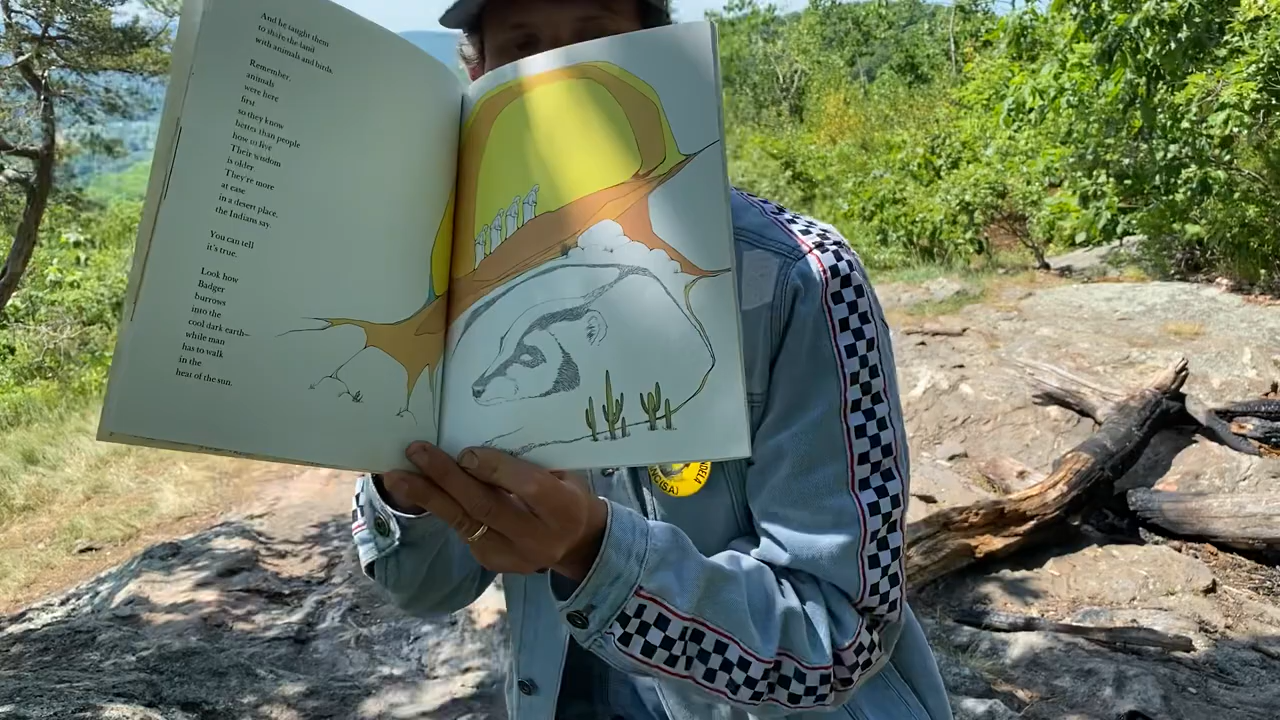 And he taught them
to share the land
with animals and birds.
Remember,
animals
were here
first
so they know
better than people
how to live
Their wisdom
is older.
They're more
at ease
in a desert place,
the Indians say.
You can tell
it's true.
Look how
Badger
burrows
into the
cool dark earth—
while man
has to walk
in the
heat of the sun.